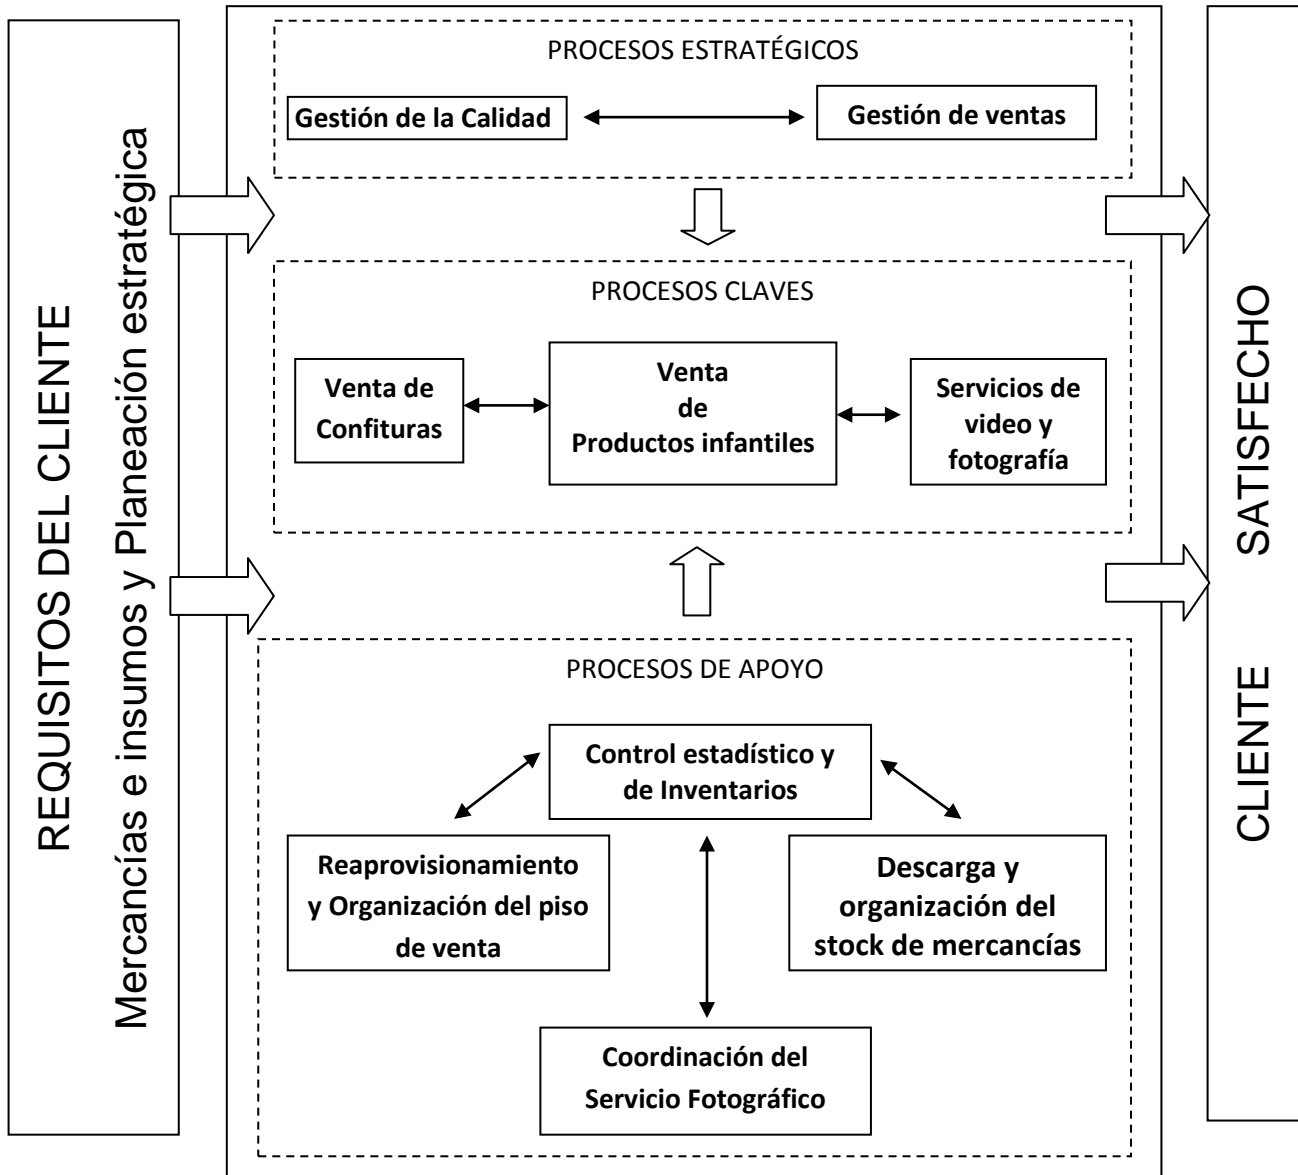 REQUISITOS DEL CLIENTE
Mercancías e insumos y Planeación estratégica
PROCESOS ESTRATÉGICOS
Gestión de la Calidad
Gestión de ventas
PROCESOS CLAVES
Venta de
Confituras
Venta
de
Productos infantiles
Servicios de
video y
fotografía
PROCESOS DE APOYO
Control estadístico y
de Inventarios
Reaprovisionamiento
y Organización del piso
de venta
Descarga y
organización del
stock de mercancías
Coordinación del
Servicio Fotográfico
CLIENTE SATISFECHO